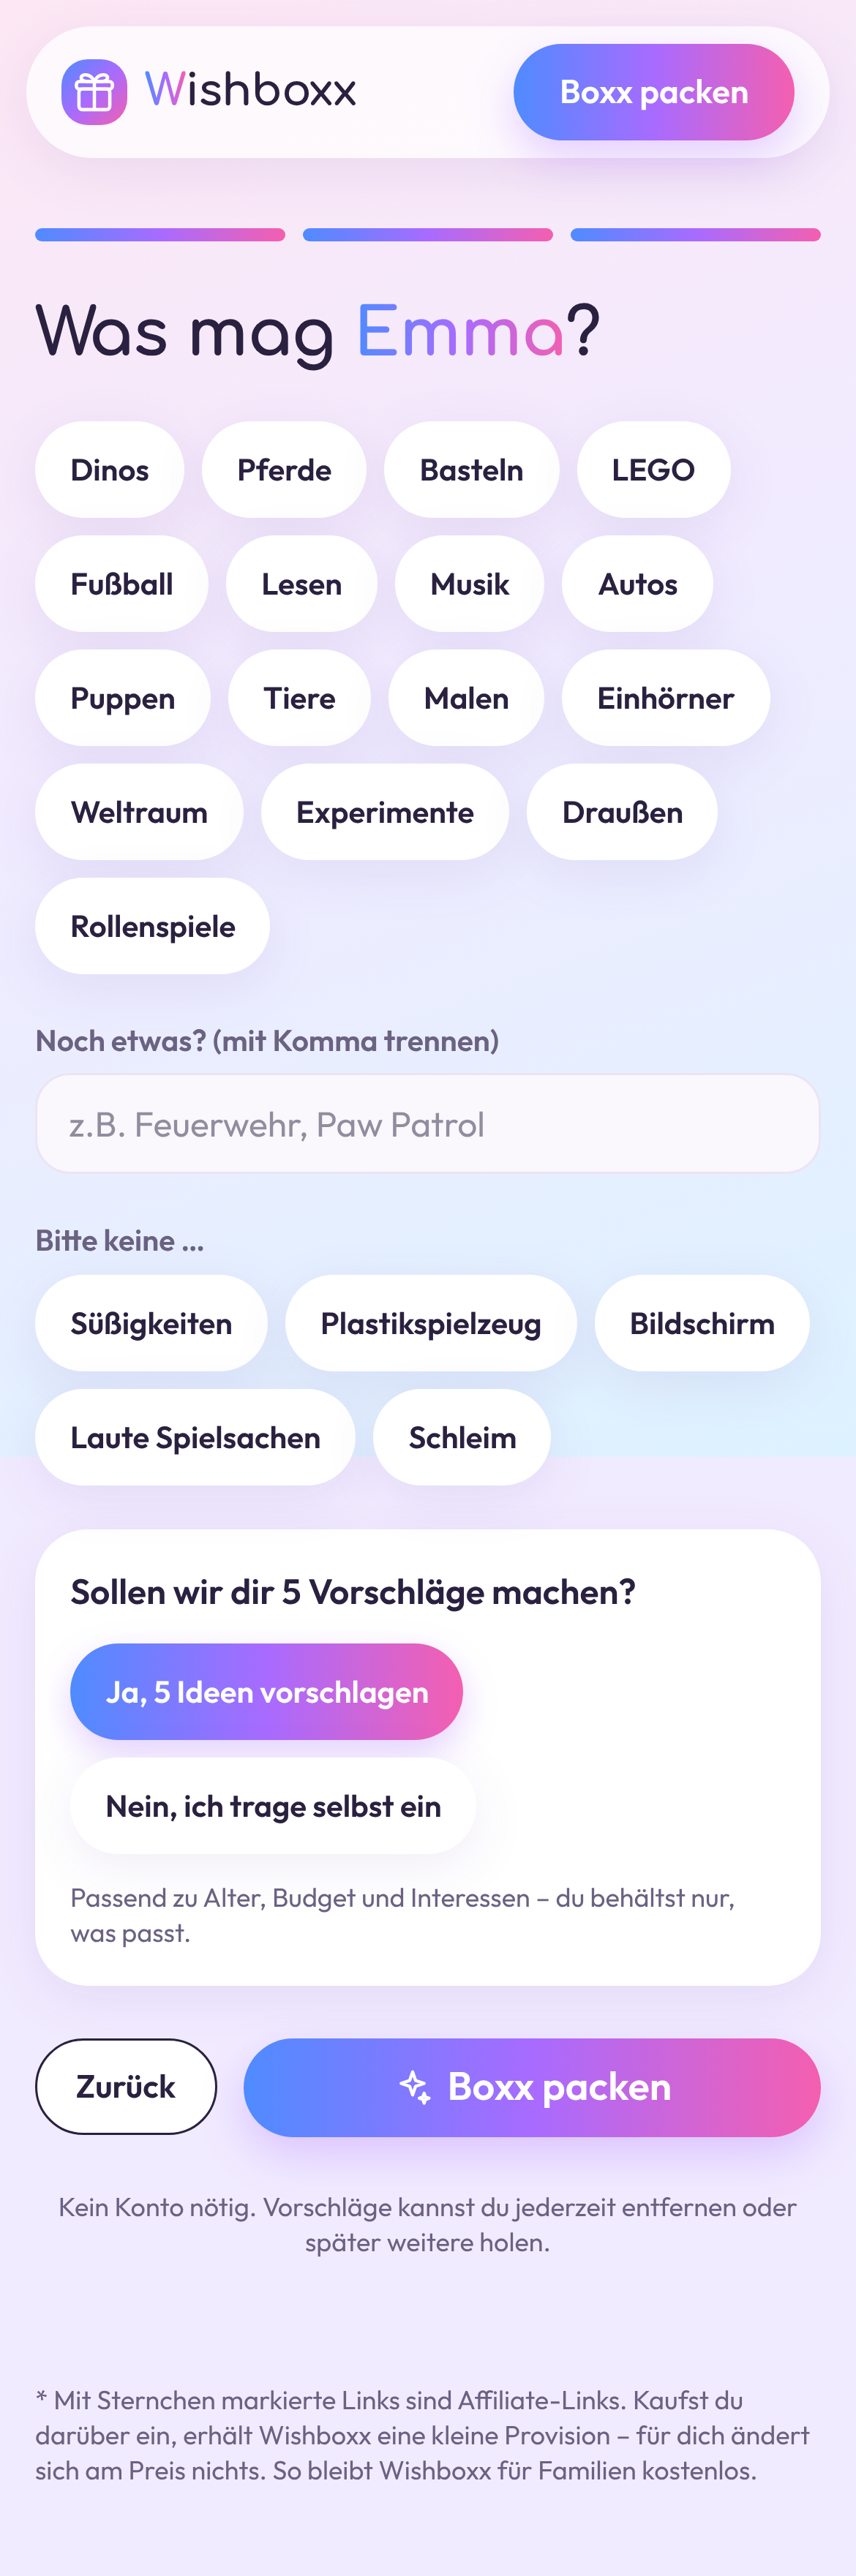 Wishboxx
Boxx packen
Was mag Emma?
Dinos
Pferde
Basteln
LEGO
Fußball
Lesen
Musik
Autos
Puppen
Tiere
Malen
Einhörner
Weltraum
Experimente
Draußen
Rollenspiele
Noch etwas? (mit Komma trennen)
z.B. Feuerwehr, Paw Patrol
Bitte keine ...
Süßigkeiten
Plastikspielzeug
Bildschirm
Laute Spielsachen
Schleim
Sollen wir dir 5 Vorschläge machen?
Ja, 5 Ideen vorschlagen
Nein, ich trage selbst ein
Passend zu Alter, Budget und Interessen – du behältst nur,
was passt.
Zurück
Boxx packen
Kein Konto nötig. Vorschläge kannst du jederzeit entfernen oder
später weitere holen.
* Mit Sternchen markierte Links sind Affiliate-Links. Kaufst du
darüber ein, erhält Wishboxx eine kleine Provision – für dich ändert
sich am Preis nichts. So bleibt Wishboxx für Familien kostenlos.